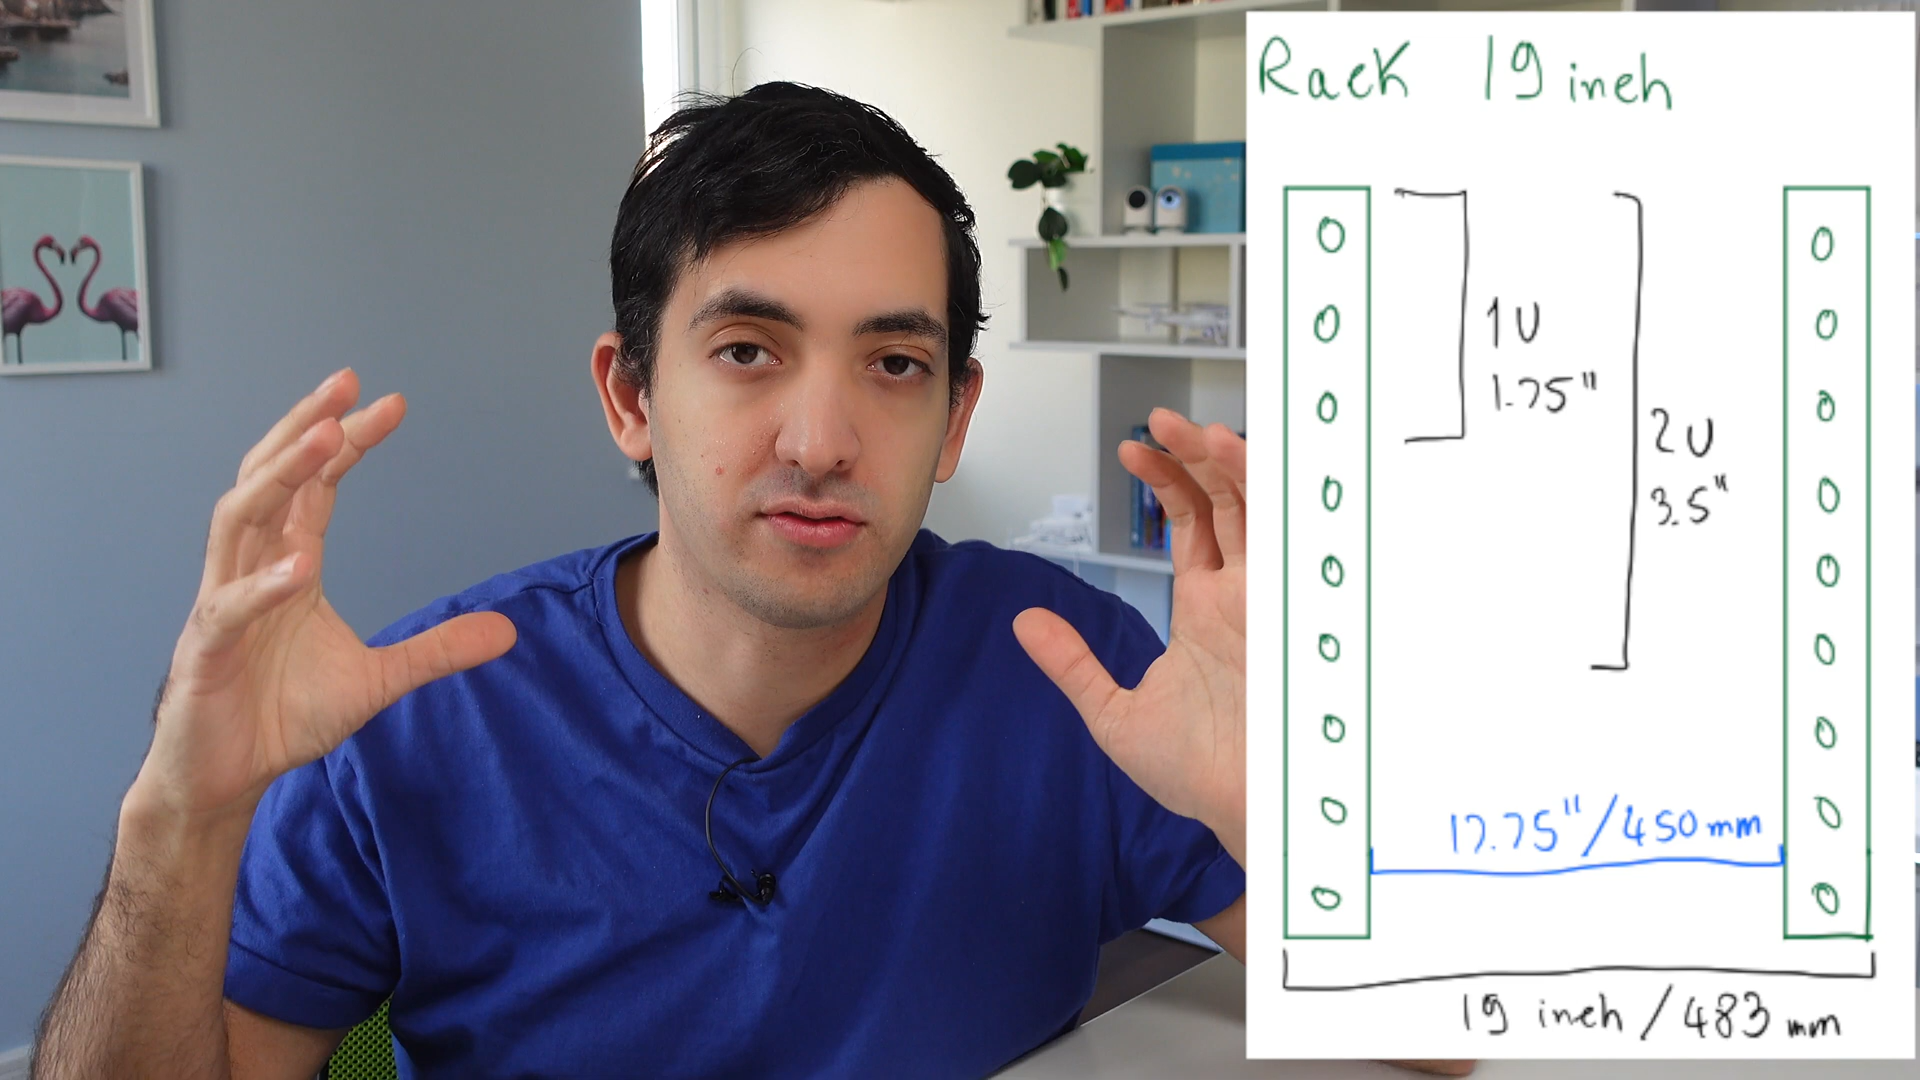 Rack 19 inch
1U
1.75"
2U
3.5"
17.75"/450mm
19 inch/483 mm